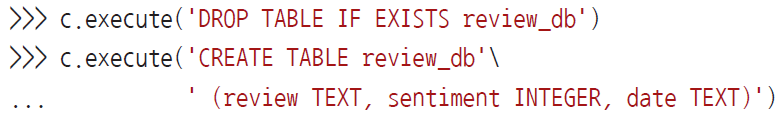 >>> c.execute('DROP TABLE IF EXISTS review_db')
>>> c.execute('CREATE TABLE review_db'\
...           ' (review TEXT, sentiment INTEGER, date TEXT)')